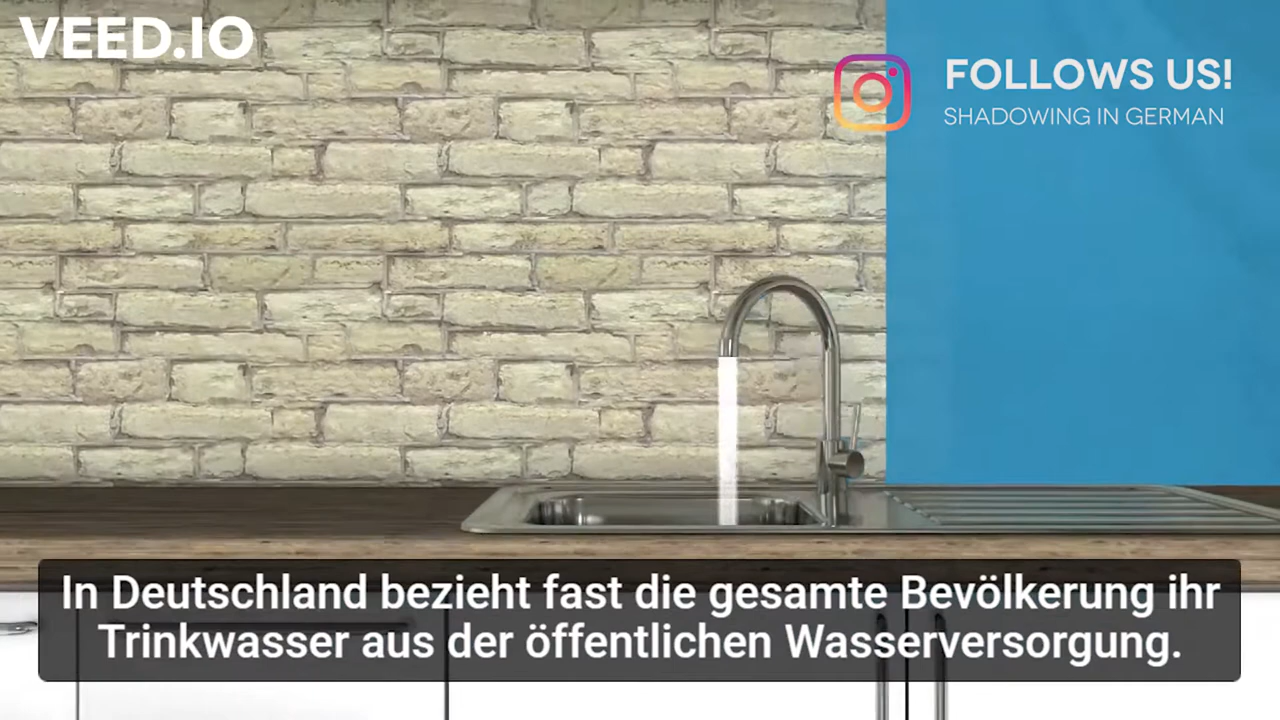 VEED.IO
FOLLOWS US!
SHADOWING IN GERMAN
In Deutschland bezieht fast die gesamte Bevölkerung ihr
Trinkwasser aus der öffentlichen Wasserversorgung.